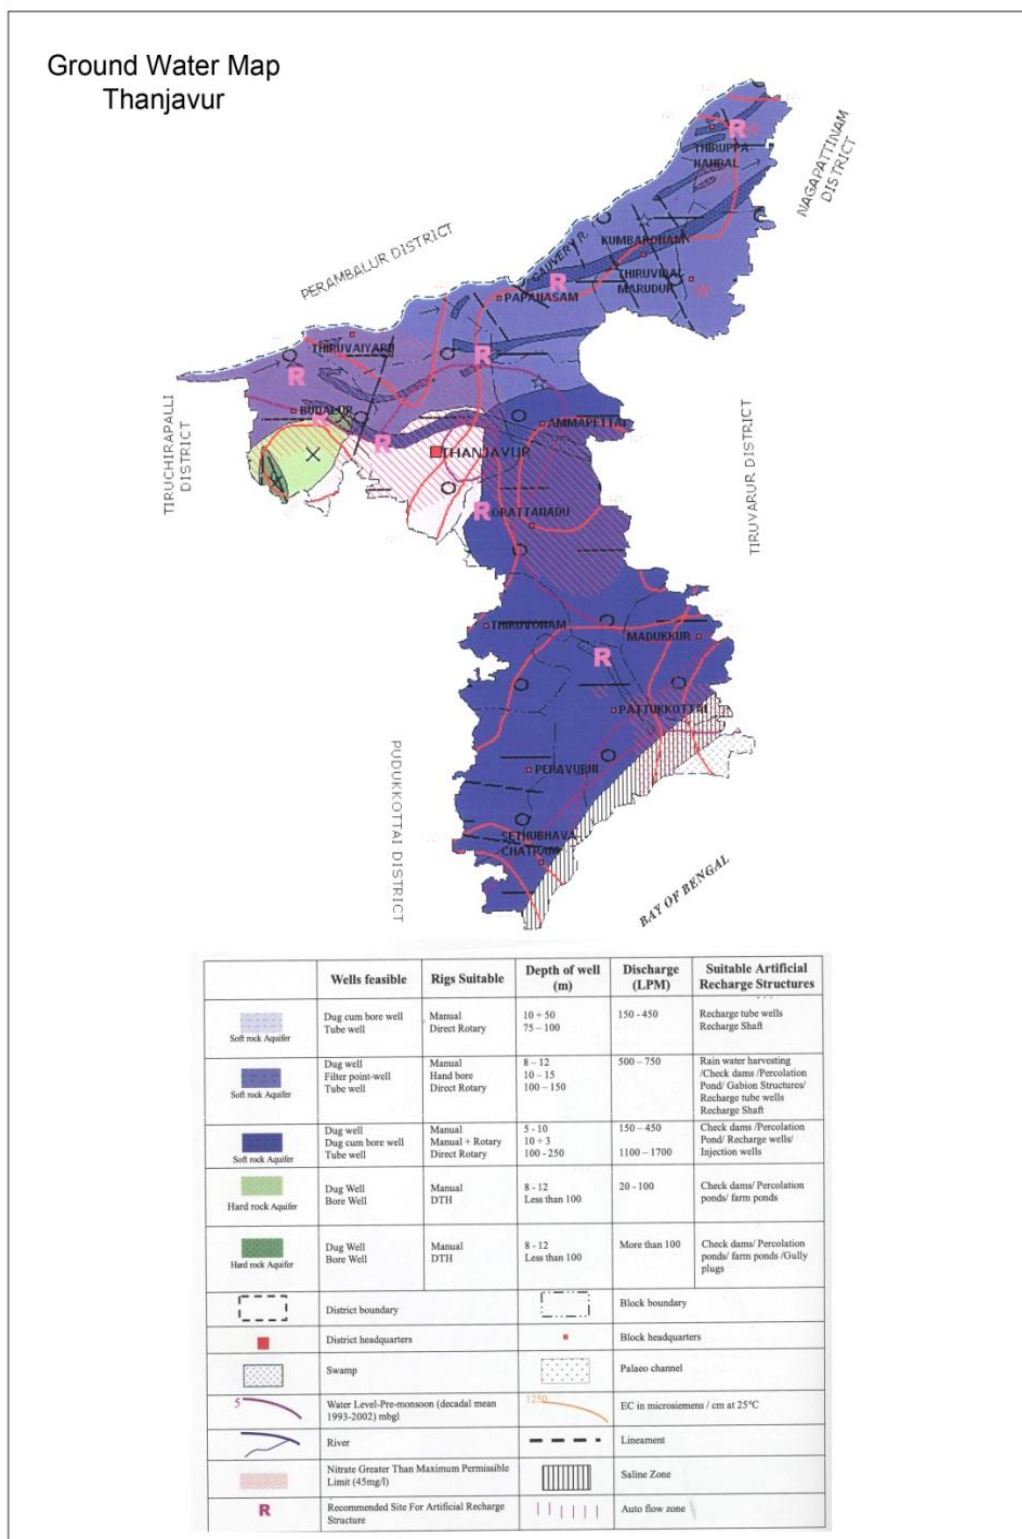 Ground Water Map
Thanjavur
NAGAPATTINAM
DISTRICT
PERAMBALUR DISTRICT
THIRUPPA-
NANDAL
KUMBAKONAM
CAUVERY R.
THIRUVIDAI
MARUDUR
PAPANASAM
THIRUVAIYARU
BUDALUR
AMMAPETTAI
THANJAVUR
ORATTANADU
TIRUCHIRAPALLI
DISTRICT
TIRUVARUR DISTRICT
THIRUVONAM
MADUKKUR
PATTUKKOTTAI
PERAVURNI
SETHUBHAVA-
CHATRAM
PUDUKKOTTAI DISTRICT
BAY OF BENGAL
R
R
R
R
R
R
R
Wells feasible Rigs Suitable Depth of well (m) Discharge (LPM) Suitable Artificial Recharge Structures
Soft rock Aquifer
Dug cum bore well Manual 10 + 50 150 - 450 Recharge tube wells
Tube well Direct Rotary 75 – 100 Recharge Shaft
Soft rock Aquifer
Dug well Manual 8 – 12 500 – 750 Rain water harvesting
Filter point-well Hand bore 10 – 15 /Check dams /Percolation
Tube well Direct Rotary 100 – 150 Pond/ Gabion Structures/
Recharge tube wells
Recharge Shaft
Soft rock Aquifer
Dug well Manual 5 - 10 150 – 450 Check dams /Percolation
Dug cum bore well Manual + Rotary 10 + 3 Pond/ Recharge wells/
Tube well Direct Rotary 100 -250 1100 – 1700 Injection wells
Hard rock Aquifer
Dug Well Manual 8 - 12 20 - 100 Check dams/ Percolation
Bore Well DTH Less than 100 ponds/ farm ponds
Hard rock Aquifer
Dug Well Manual 8 - 12 More than 100 Check dams/ Percolation
Bore Well DTH Less than 100 ponds/ farm ponds /Gully
plugs
District boundary Block boundary
District headquarters Block headquarters
Swamp Palaeo channel
5 Water Level-Pre-monsoon (decadal mean 1250 EC in microsiemens / cm at 25°C
1993-2002) mbgl
River Lineament
Nitrate Greater Than Maximum Permissible Saline Zone
Limit (45mg/l)
R Recommended Site For Artificial Recharge Auto flow zone
Structure